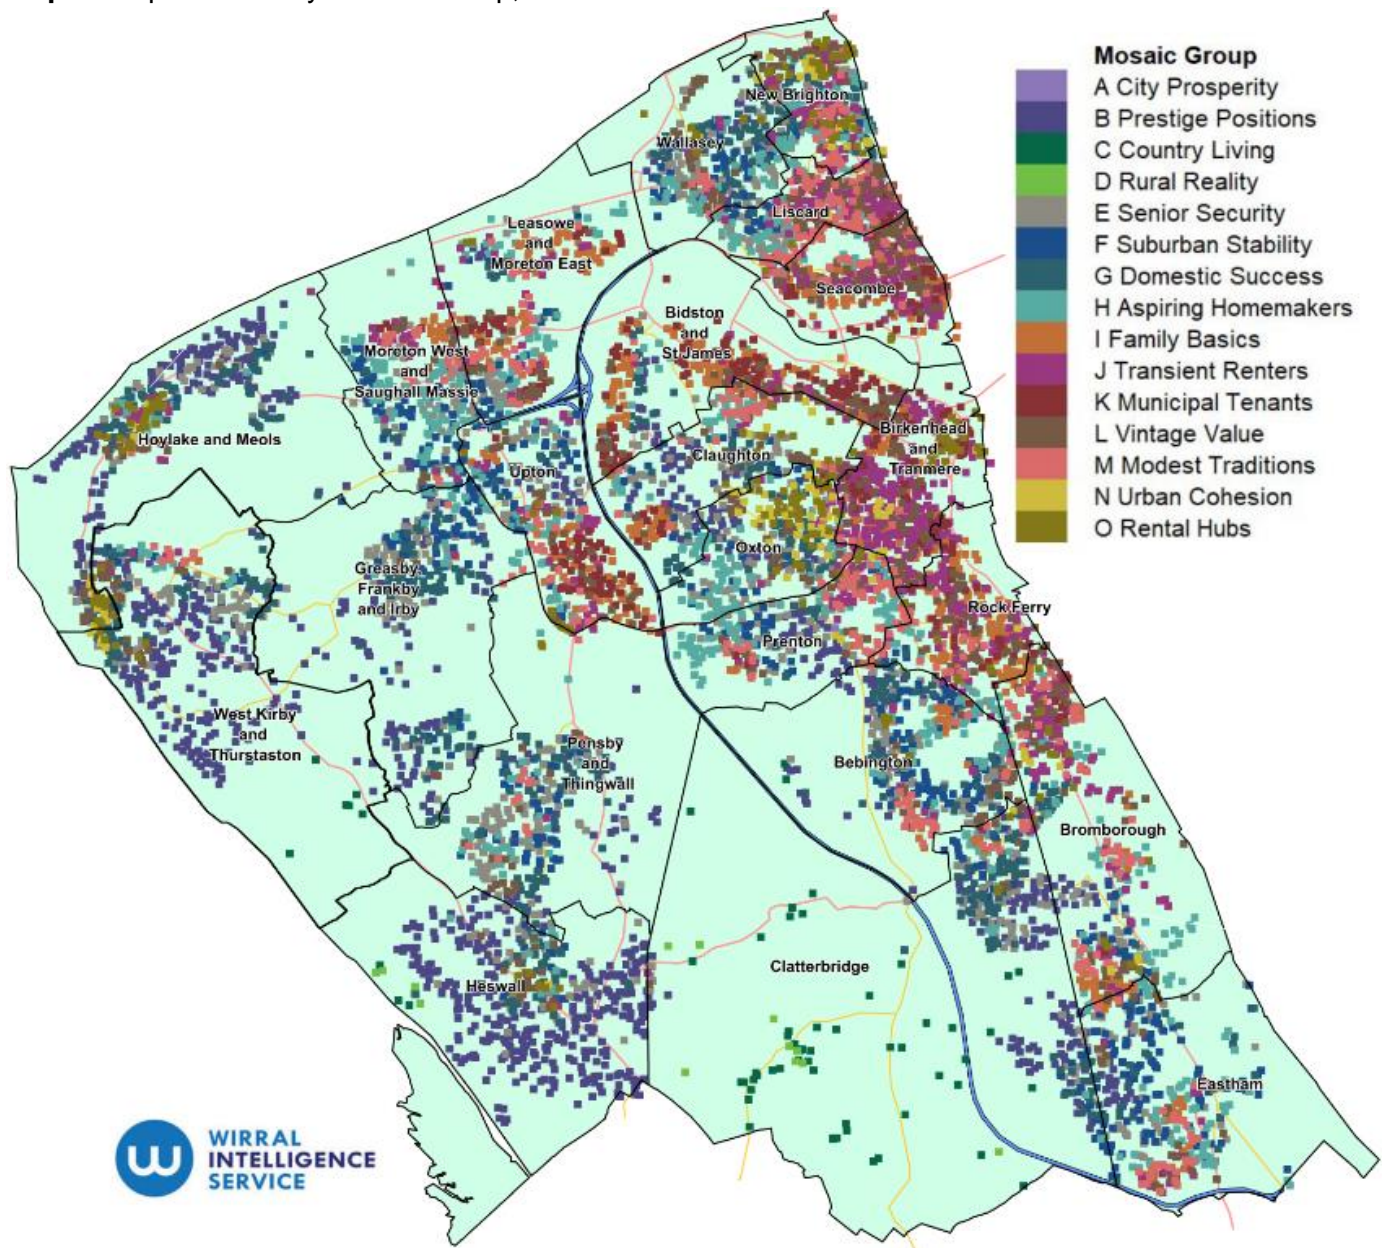 Mosaic Group
A City Prosperity
B Prestige Positions
C Country Living
D Rural Reality
E Senior Security
F Suburban Stability
G Domestic Success
H Aspiring Homemakers
I Family Basics
J Transient Renters
K Municipal Tenants
L Vintage Value
M Modest Traditions
N Urban Cohesion
O Rental Hubs
New Brighton
Wallasey
Liscard
Leasowe
and
Moreton East
Seacombe
Bidston
and
St James
Moreton West
and
Saughall Massie
Hoylake and Meols
Birkenhead
and
Tranmere
Claughton
Upton
Oxton
Greasby,
Frankby
and Irby
Rock Ferry
Prenton
West Kirby
and
Thurstaston
Pensby
and
Thingwall
Bebington
Bromborough
Clatterbridge
Heswall
Eastham
WIRRAL
INTELLIGENCE
SERVICE